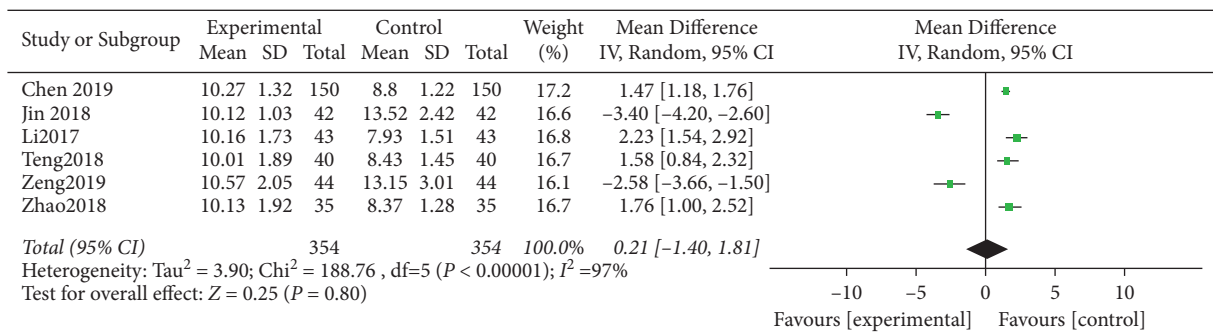 Study or Subgroup Experimental Control Weight Mean Difference Mean Difference
Mean SD Total Mean SD Total (%) IV, Random, 95% CI IV, Random, 95% CI
Chen 2019 10.27 1.32 150 8.8 1.22 150 17.2 1.47 [1.18, 1.76]
Jin 2018 10.12 1.03 42 13.52 2.42 42 16.6 −3.40 [−4.20, −2.60]
Li2017 10.16 1.73 43 7.93 1.51 43 16.8 2.23 [1.54, 2.92]
Teng2018 10.01 1.89 40 8.43 1.45 40 16.7 1.58 [0.84, 2.32]
Zeng2019 10.57 2.05 44 13.15 3.01 44 16.1 −2.58 [−3.66, −1.50]
Zhao2018 10.13 1.92 35 8.37 1.28 35 16.7 1.76 [1.00, 2.52]
Total (95% CI) 354 354 100.0% 0.21 [−1.40, 1.81]
Heterogeneity: Tau² = 3.90; Chi² = 188.76 , df=5 (P < 0.00001); I² =97%
Test for overall effect: Z = 0.25 (P = 0.80)
−10 −5 0 5 10
Favours [experimental] Favours [control]